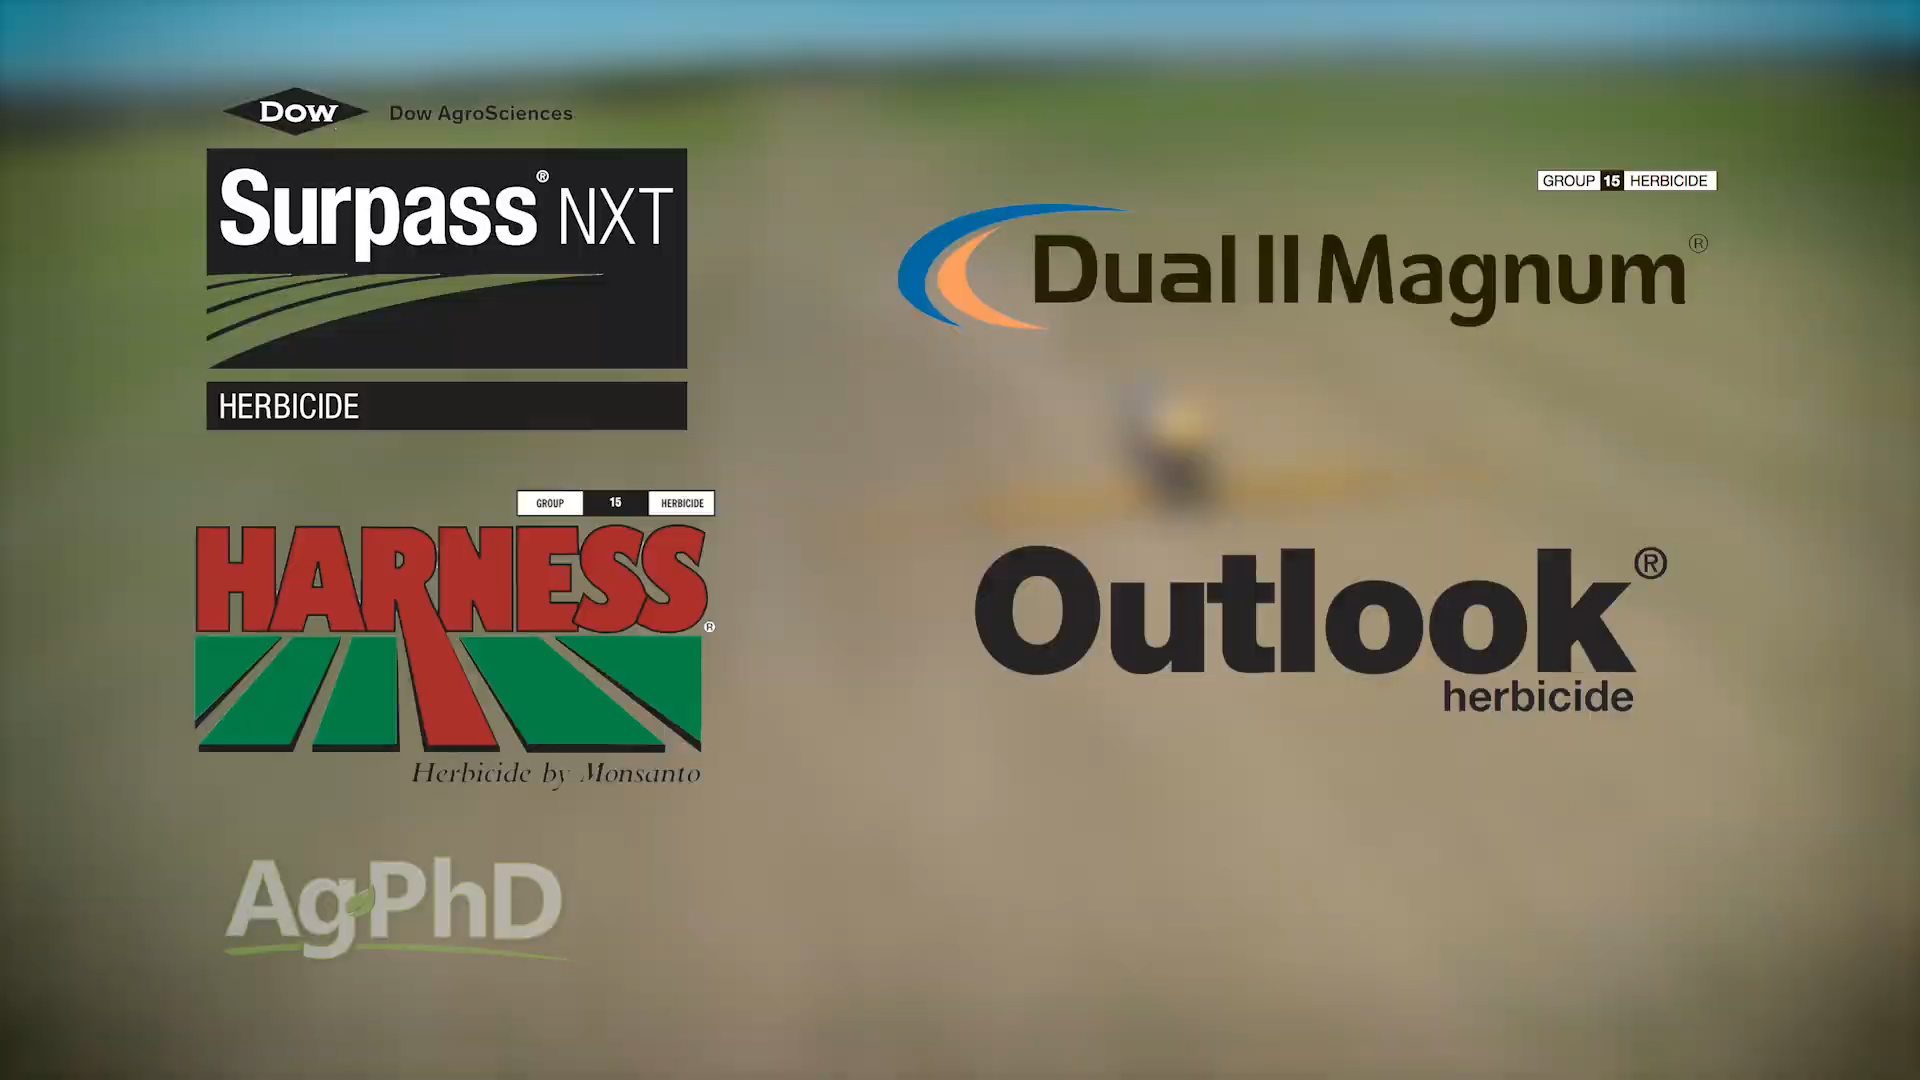 DOW Dow AgroSciences
Surpass® NXT
HERBICIDE
GROUP 15 HERBICIDE
Dual II Magnum®
GROUP 15 HERBICIDE
HARNESS®
Herbicide by Monsanto
Outlook®
herbicide
AgPhD